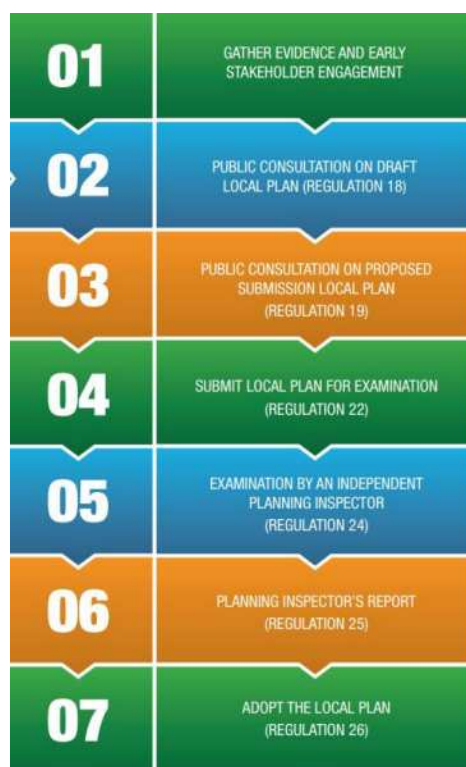 01
GATHER EVIDENCE AND EARLY
STAKEHOLDER ENGAGEMENT
02
PUBLIC CONSULTATION ON DRAFT
LOCAL PLAN (REGULATION 18)
03
PUBLIC CONSULTATION ON PROPOSED
SUBMISSION LOCAL PLAN
(REGULATION 19)
04
SUBMIT LOCAL PLAN FOR EXAMINATION
(REGULATION 22)
05
EXAMINATION BY AN INDEPENDENT
PLANNING INSPECTOR
(REGULATION 24)
06
PLANNING INSPECTOR'S REPORT
(REGULATION 25)
07
ADOPT THE LOCAL PLAN
(REGULATION 26)